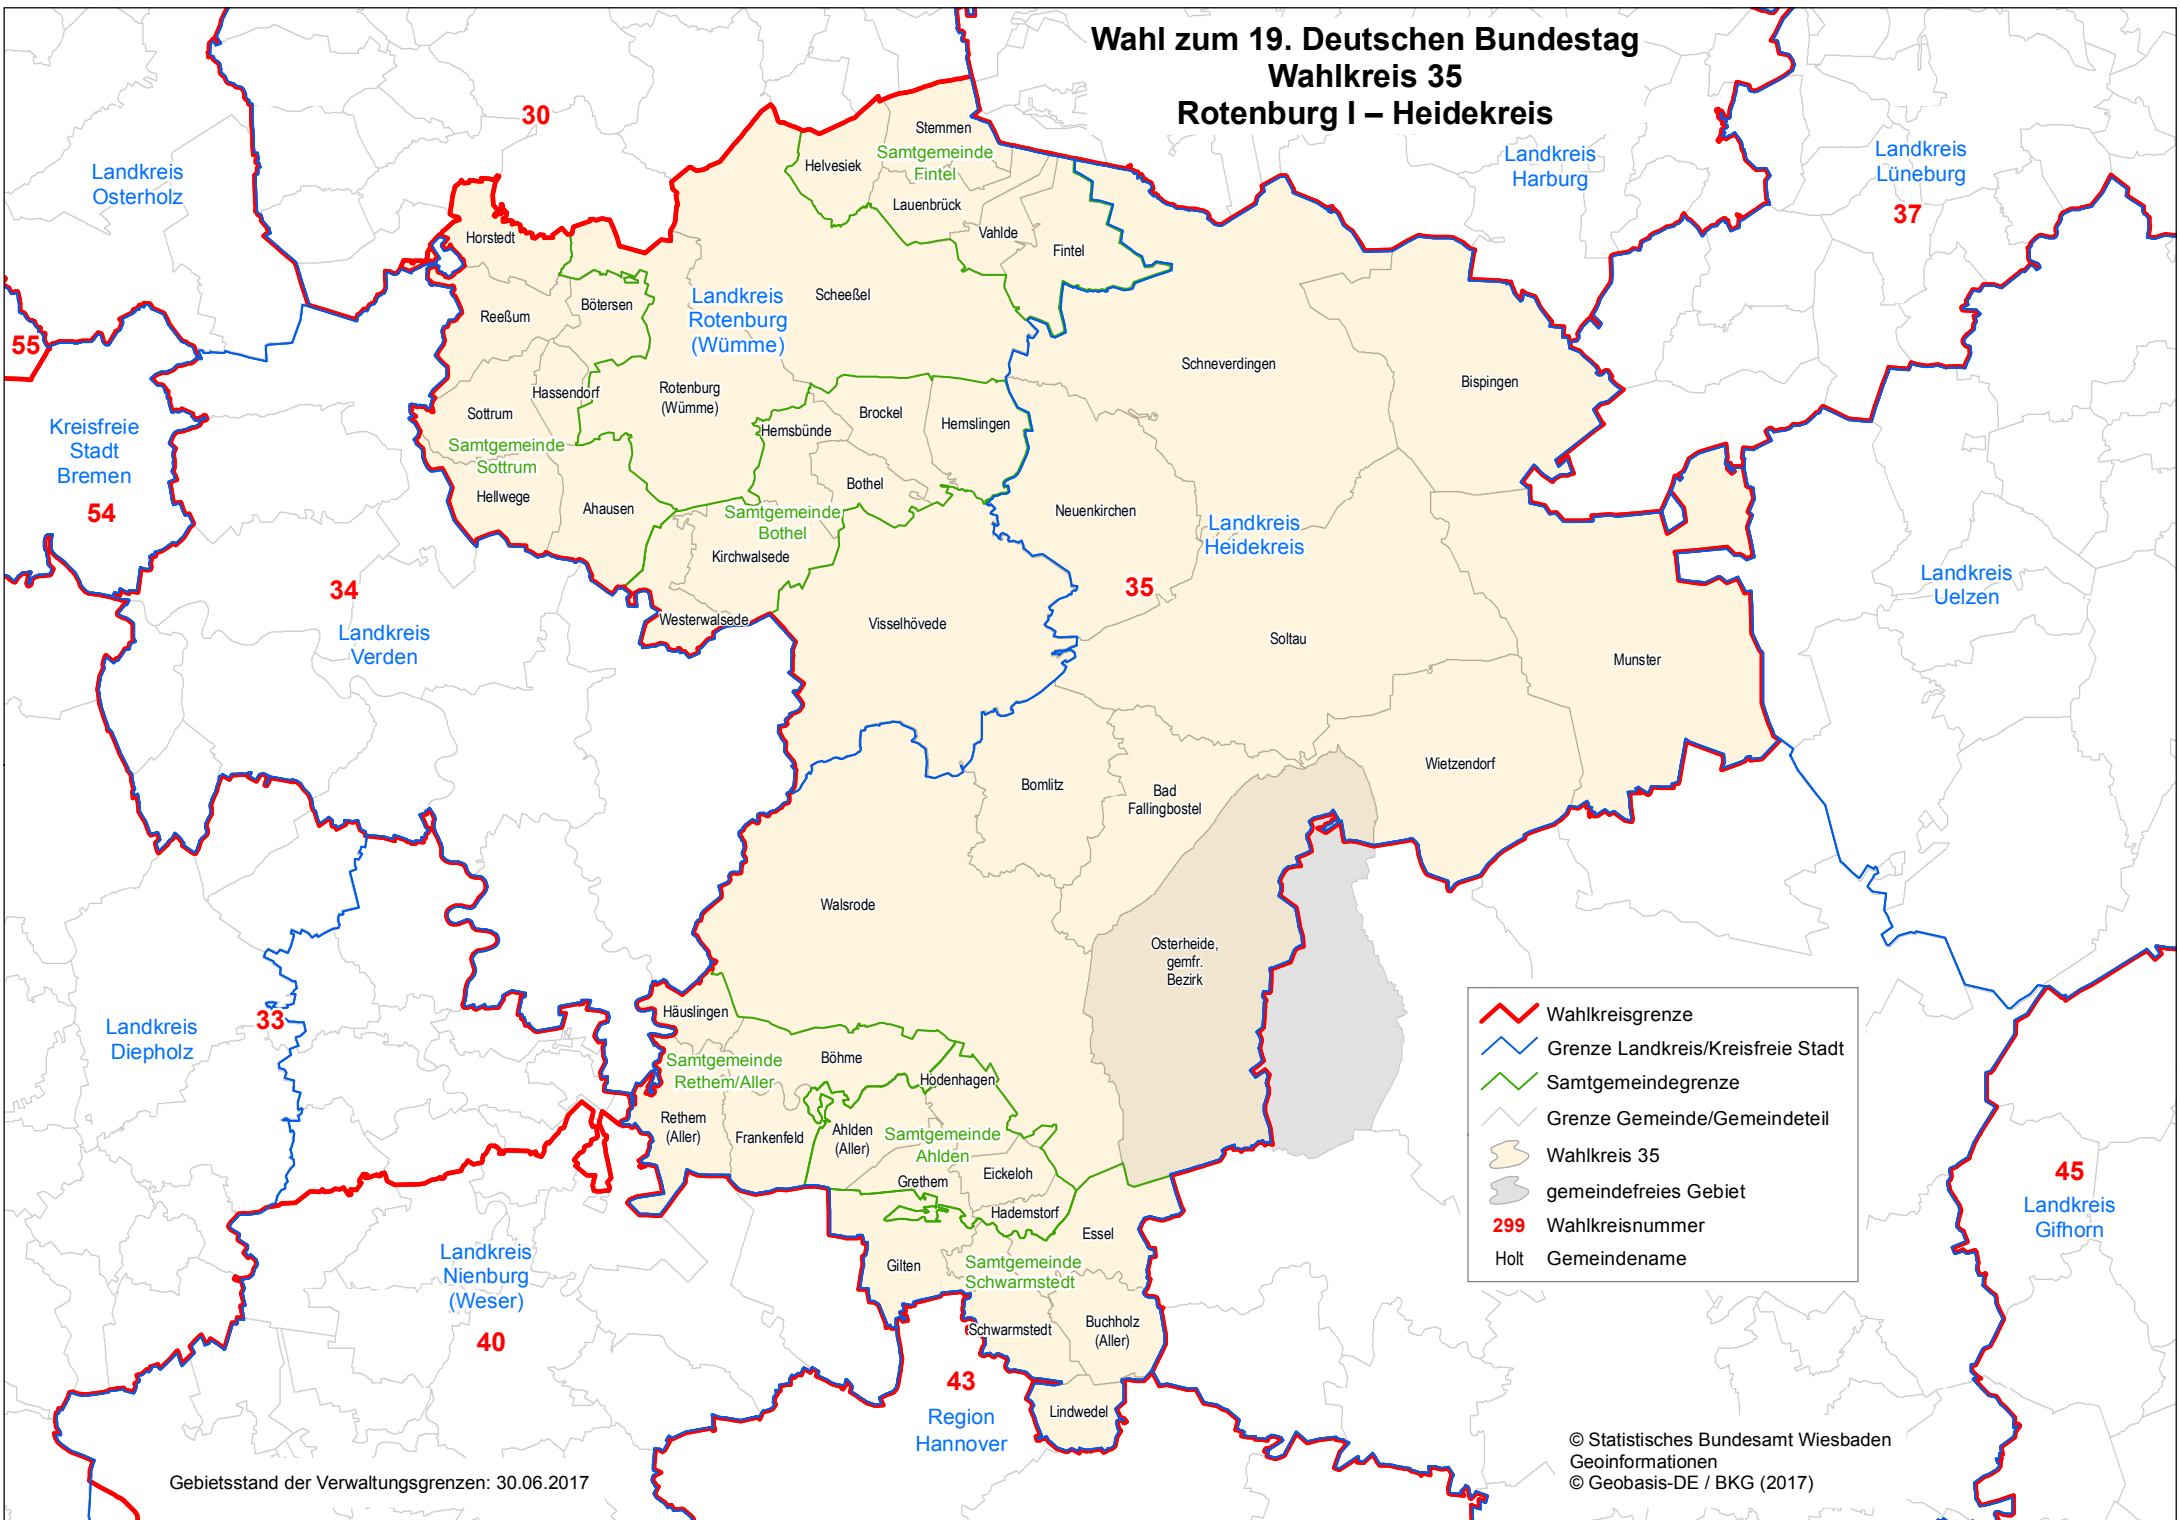 Wahl zum 19. Deutschen Bundestag
Wahlkreis 35
Rotenburg I – Heidekreis
30
Landkreis
Osterholz
Landkreis
Harburg
Landkreis
Lüneburg
37
Stemmen
Samtgemeinde
Fintel
Helvesiek
Lauenbrück
Vahlde
Fintel
Horstedt
Reeßum
Bötersen
Landkreis
Rotenburg
(Wümme)
Scheeßel
55
Schneverdingen
Bispingen
Hassendorf
Rotenburg
(Wümme)
Sottrum
Samtgemeinde
Sottrum
Hellwege
Ahausen
Brockel
Hemsbünde
Hemslingen
Bothel
Samtgemeinde
Bothel
Kirchwalsede
Westerwalsede
Visselhövede
Kreisfreie
Stadt
Bremen
54
34
Landkreis
Verden
Neuenkirchen
Landkreis
Heidekreis
35
Soltau
Munster
Landkreis
Uelzen
Wietzendorf
Bomlitz
Bad
Fallingbostel
Walsrode
Osterheide,
gemfr.
Bezirk
Landkreis
Diepholz
33
Häuslingen
Samtgemeinde
Rethem/Aller
Böhme
Hodenhagen
Rethem
(Aller)
Frankenfeld
Ahlden
(Aller)
Samtgemeinde
Ahlden
Eickeloh
Grethem
Hademstorf
Essel
Gilten
Samtgemeinde
Schwarmstedt
Schwarmstedt
Buchholz
(Aller)
Lindwedel
Landkreis
Nienburg
(Weser)
40
43
Region
Hannover
Wahlkreisgrenze
Grenze Landkreis/Kreisfreie Stadt
Samtgemeindegrenze
Grenze Gemeinde/Gemeindeteil
Wahlkreis 35
gemeindefreies Gebiet
299 Wahlkreisnummer
Holt Gemeindename
45
Landkreis
Gifhorn
Gebietsstand der Verwaltungsgrenzen: 30.06.2017
© Statistisches Bundesamt Wiesbaden
Geoinformationen
© Geobasis-DE / BKG (2017)